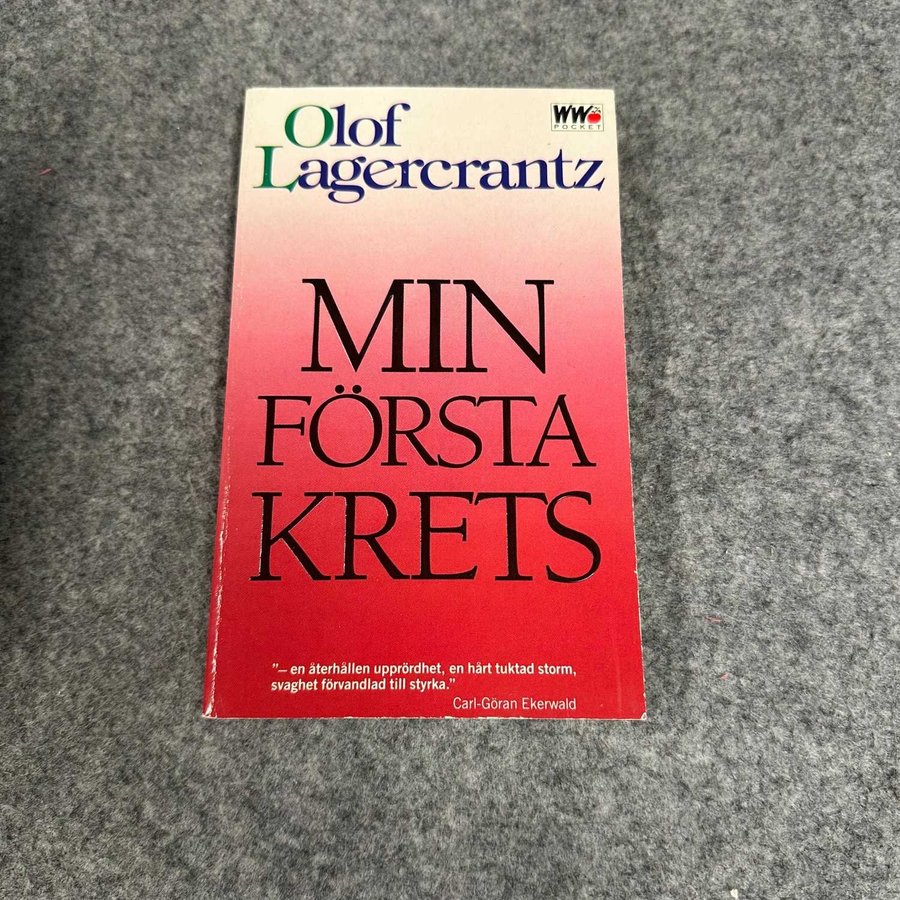 Olof
Lagercrantz
WW
POCKET
MIN
FÖRSTA
KRETS
"– en återhållen upprördhet, en hårt tuktad storm,
svaghet förvandlad till styrka."
Carl-Göran Ekerwald